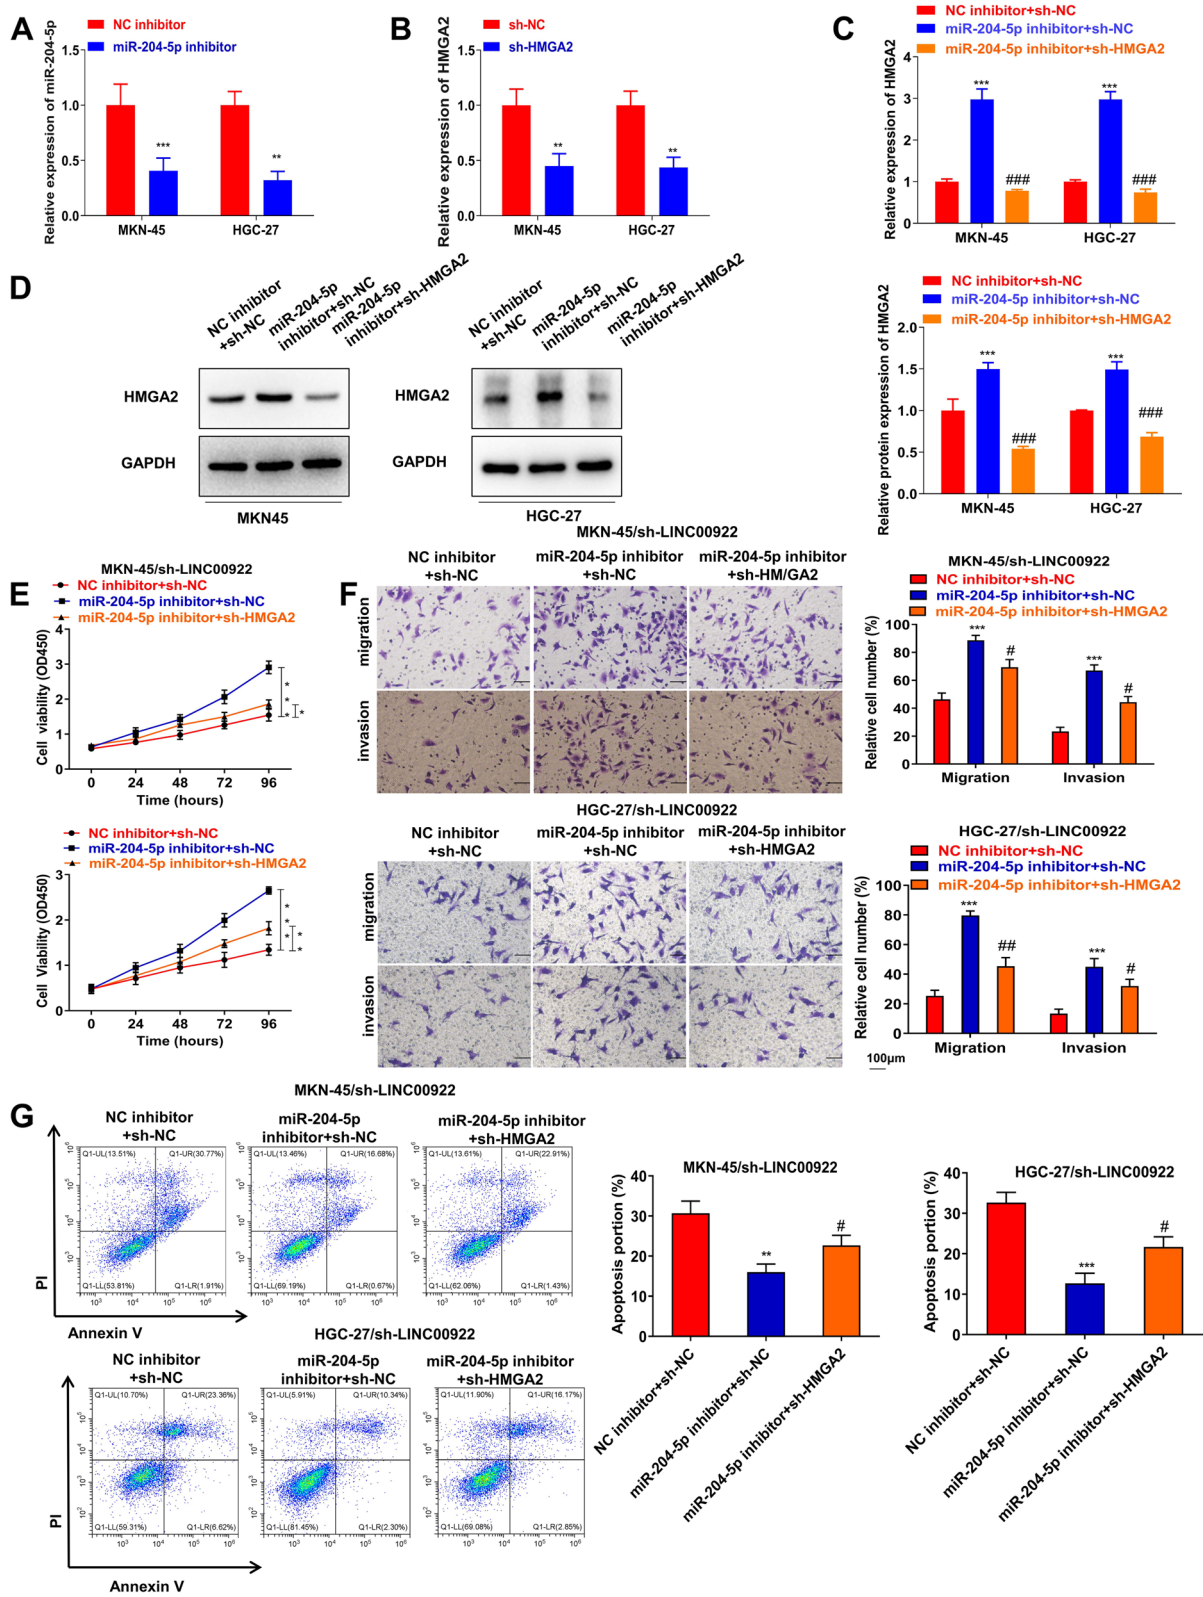 A
NC inhibitor
miR-204-5p inhibitor
Relative expression of miR-204-5p
1.5
1.0
0.5
0.0
***
**
MKN-45
HGC-27
B
sh-NC
sh-HMGA2
Relative expression of HMGA2
1.5
1.0
0.5
0.0
**
**
MKN-45
HGC-27
C
NC inhibitor+sh-NC
miR-204-5p inhibitor+sh-NC
miR-204-5p inhibitor+sh-HMGA2
Relative expression of HMGA2
4
3
2
1
0
***
###
***
###
MKN-45
HGC-27
D
NC inhibitor
+sh-NC
miR-204-5p
inhibitor+sh-NC
miR-204-5p
inhibitor+sh-HMGA2
HMGA2
GAPDH
MKN45
NC inhibitor
+sh-NC
miR-204-5p
inhibitor+sh-NC
miR-204-5p
inhibitor+sh-HMGA2
HMGA2
GAPDH
HGC-27
NC inhibitor+sh-NC
miR-204-5p inhibitor+sh-NC
miR-204-5p inhibitor+sh-HMGA2
Relative protein expression of HMGA2
2.0
1.5
1.0
0.5
0.0
***
###
***
###
MKN-45
HGC-27
E
MKN-45/sh-LINC00922
NC inhibitor+sh-NC
miR-204-5p inhibitor+sh-NC
miR-204-5p inhibitor+sh-HMGA2
Cell viability (OD450)
4
3
2
1
0
***
*
0 24 48 72 96
Time (hours)
NC inhibitor+sh-NC
miR-204-5p inhibitor+sh-NC
miR-204-5p inhibitor+sh-HMGA2
Cell Viability (OD450)
3
2
1
0
***
**
0 24 48 72 96
Time (hours)
F
MKN-45/sh-LINC00922
NC inhibitor
+sh-NC
miR-204-5p inhibitor
+sh-NC
miR-204-5p inhibitor
+sh-HM/GA2
migration
invasion
HGC-27/sh-LINC00922
NC inhibitor
+sh-NC
miR-204-5p inhibitor
+sh-NC
miR-204-5p inhibitor
+sh-HMGA2
migration
invasion
MKN-45/sh-LINC00922
NC inhibitor+sh-NC
miR-204-5p inhibitor+sh-NC
miR-204-5p inhibitor+sh-HMGA2
Relative cell number (%)
100
80
60
40
20
0
***
#
***
#
Migration
Invasion
HGC-27/sh-LINC00922
NC inhibitor+sh-NC
miR-204-5p inhibitor+sh-NC
miR-204-5p inhibitor+sh-HMGA2
Relative cell number (%)
100
80
60
40
20
0
***
##
***
#
Migration
Invasion
100μm
G
MKN-45/sh-LINC00922
NC inhibitor
+sh-NC
miR-204-5p
inhibitor+sh-NC
miR-204-5p inhibitor
+sh-HMGA2
Q1-UL(13.51%) Q1-UR(30.77%)
Q1-LL(53.81%) Q1-LR(1.91%)
Q1-UL(13.46%) Q1-UR(16.68%)
Q1-LL(69.19%) Q1-LR(0.67%)
Q1-UL(13.61%) Q1-UR(22.91%)
Q1-LL(62.06%) Q1-LR(1.43%)
PI
Annexin V
HGC-27/sh-LINC00922
NC inhibitor
+sh-NC
miR-204-5p
inhibitor+sh-NC
miR-204-5p inhibitor
+sh-HMGA2
Q1-UL(10.70%) Q1-UR(23.36%)
Q1-LL(59.31%) Q1-LR(6.62%)
Q1-UL(5.91%) Q1-UR(10.34%)
Q1-LL(81.45%) Q1-LR(2.30%)
Q1-UL(11.90%) Q1-UR(16.17%)
Q1-LL(69.08%) Q1-LR(2.85%)
PI
Annexin V
MKN-45/sh-LINC00922
Apoptosis portion (%)
40
30
20
10
0
**
#
NC inhibitor+sh-NC
miR-204-5p inhibitor+sh-NC
miR-204-5p inhibitor+sh-HMGA2
HGC-27/sh-LINC00922
Apoptosis portion (%)
40
30
20
10
0
***
#
NC inhibitor+sh-NC
miR-204-5p inhibitor+sh-NC
miR-204-5p inhibitor+sh-HMGA2